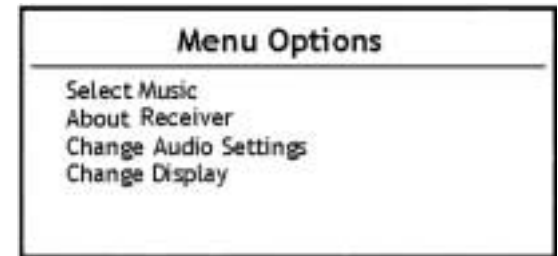 Menu Options
Select Music
About Receiver
Change Audio Settings
Change Display